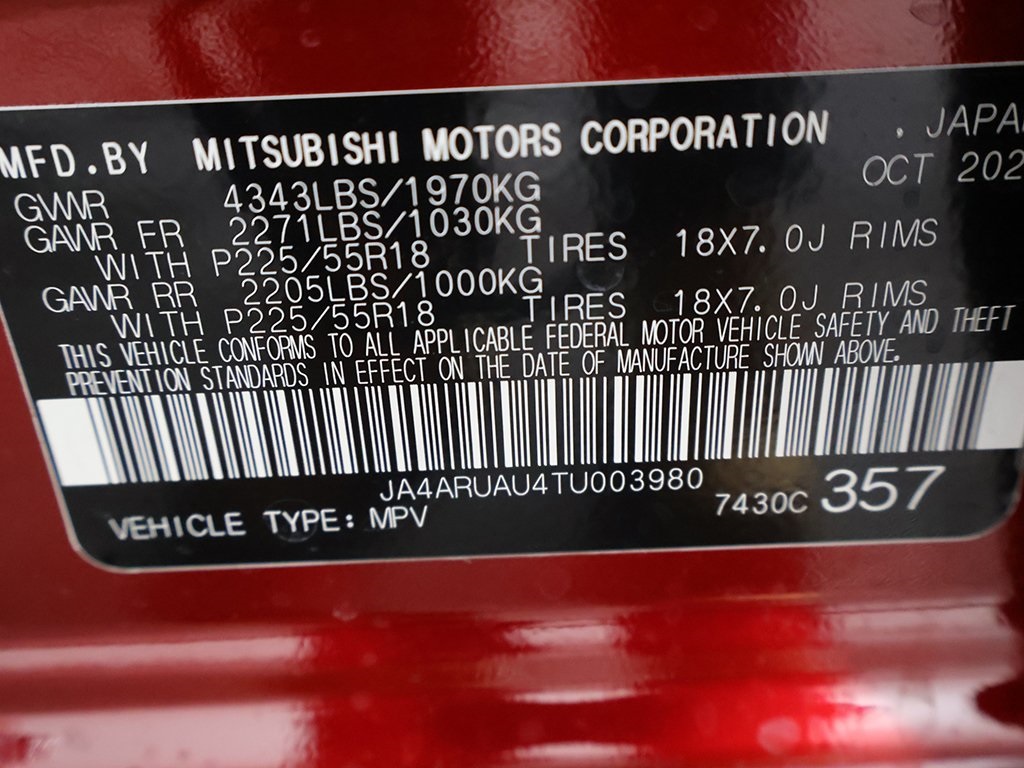 MFD.BY MITSUBISHI MOTORS CORPORATION . JAPA
OCT 202
GVWR 4343LBS/1970KG
GAWR FR 2271LBS/1030KG
WITH P225/55R18 TIRES 18X7.0J RIMS
GAWR RR 2205LBS/1000KG
WITH P225/55R18 TIRES 18X7.0J RIMS
THIS VEHICLE CONFORMS TO ALL APPLICABLE FEDERAL MOTOR VEHICLE SAFETY AND THEFT
PREVENTION STANDARDS IN EFFECT ON THE DATE OF MANUFACTURE SHOWN ABOVE.
JA4ARUAU4TU003980
VEHICLE TYPE: MPV 7430C 357